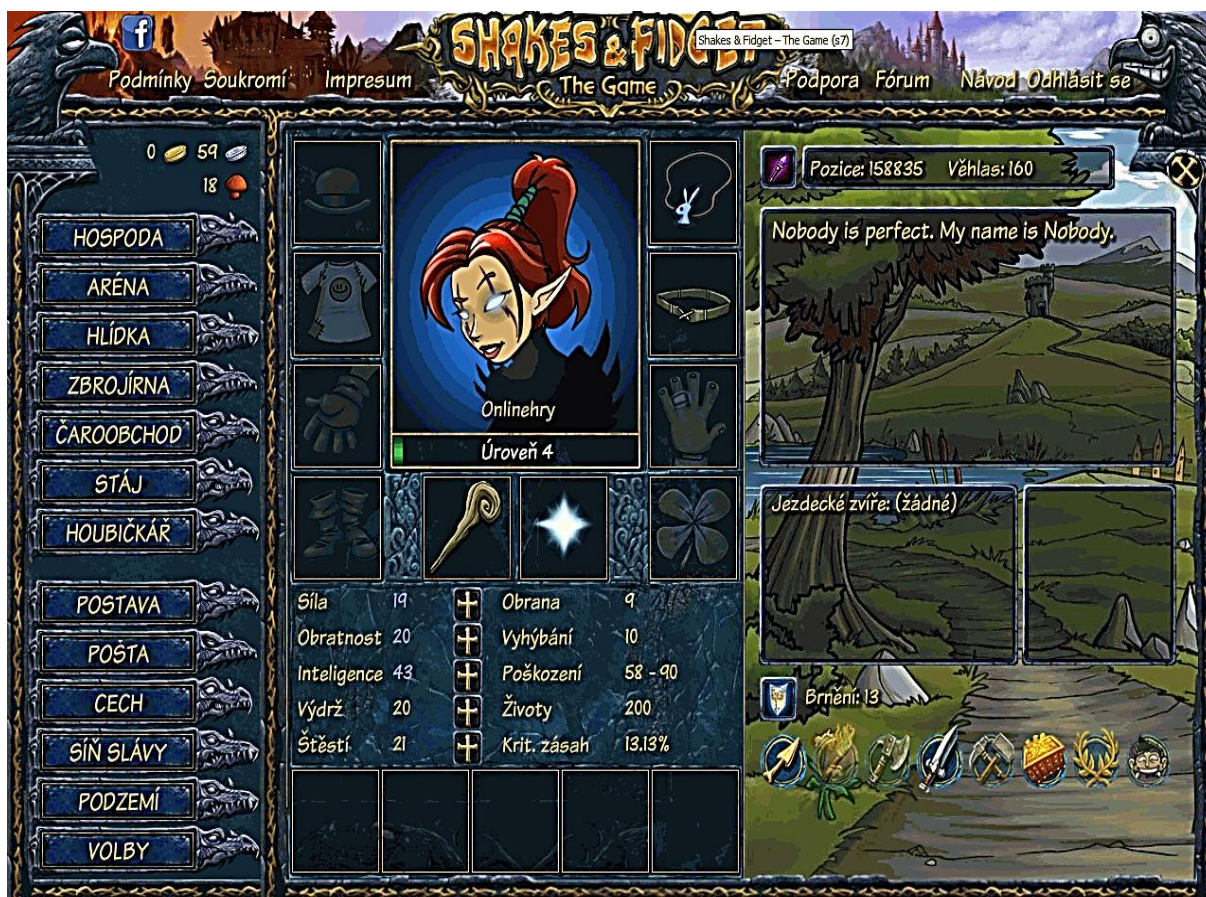 SHAKES & FIDGET
The Game
Shakes & Fidget – The Game (s7)
Podmínky Soukromí Impresum
Podpora Fórum Návod Odhlásit se
0 59
18
HOSPODA
ARÉNA
HLÍDKA
ZBROJÍRNA
ČAROOBCHOD
STÁJ
HOUBIČKÁŘ
POSTAVA
POŠTA
CECH
SÍŇ SLÁVY
PODZEMÍ
VOLBY
Onlinehry
Úroveň 4
Síla 19 Obrana 9
Obratnost 20 Vyhýbání 10
Inteligence 43 Poškození 58 - 90
Výdrž 20 Životy 200
Štěstí 21 Krit. zásah 13.13%
Pozice: 158835 Věhlas: 160
Nobody is perfect. My name is Nobody.
Jezdecké zvíře: (žádné)
Brnění: 13